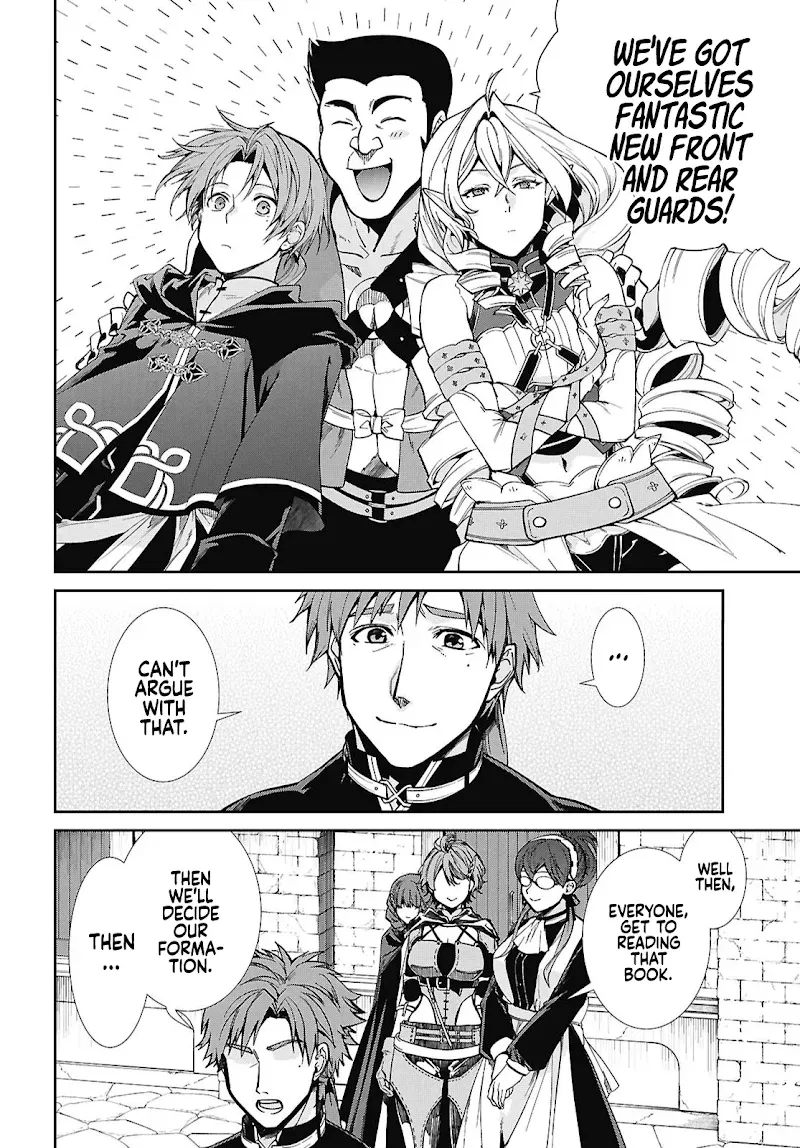 WE'VE GOT
OURSELVES
FANTASTIC
NEW FRONT
AND REAR
GUARDS!
...
CAN'T
ARGUE
WITH
THAT.
WELL
THEN,
EVERYONE,
GET TO
READING
THAT
BOOK.
THEN
WE'LL
DECIDE
OUR
FORMA-
TION.
THEN
...